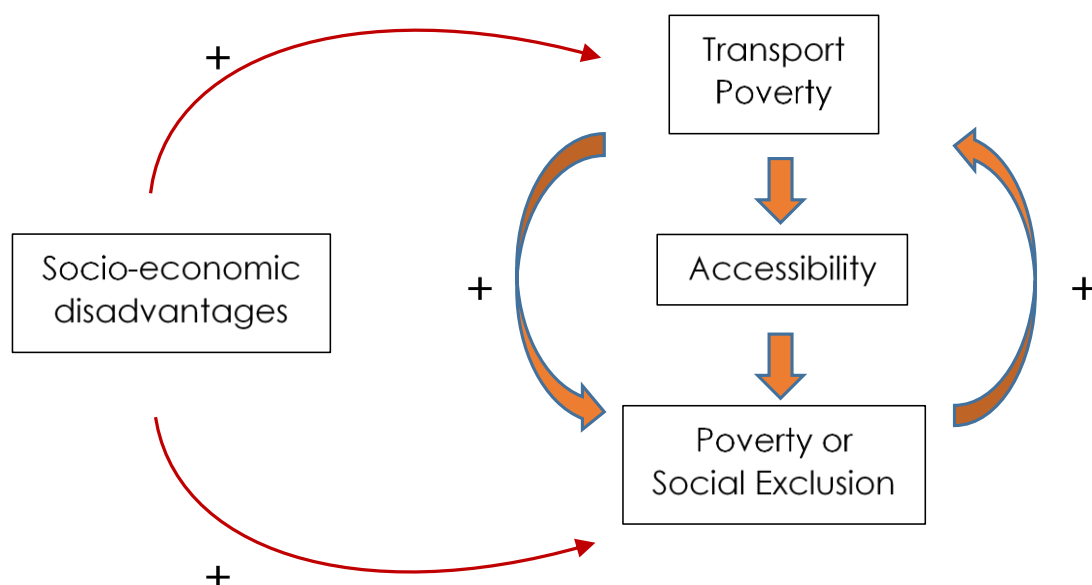 +
Transport
Poverty
Socio-economic
disadvantages
Accessibility
+
+
Poverty or
Social Exclusion
+